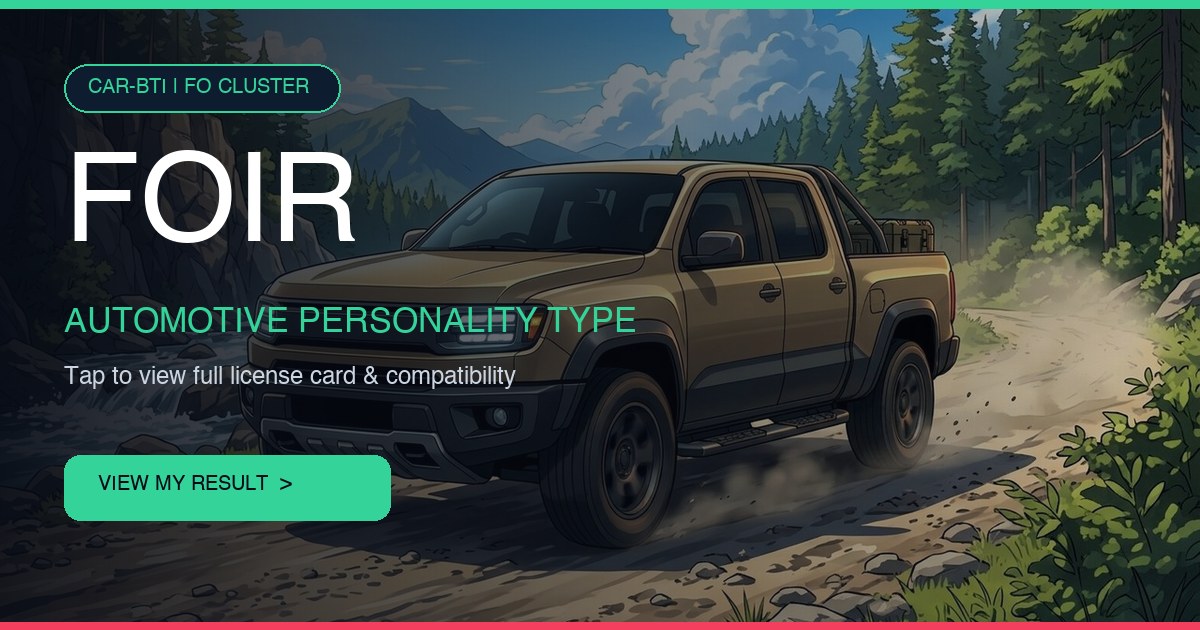 CAR-BTI | FO CLUSTER
FOIR
AUTOMOTIVE PERSONALITY TYPE
Tap to view full license card & compatibility
VIEW MY RESULT >